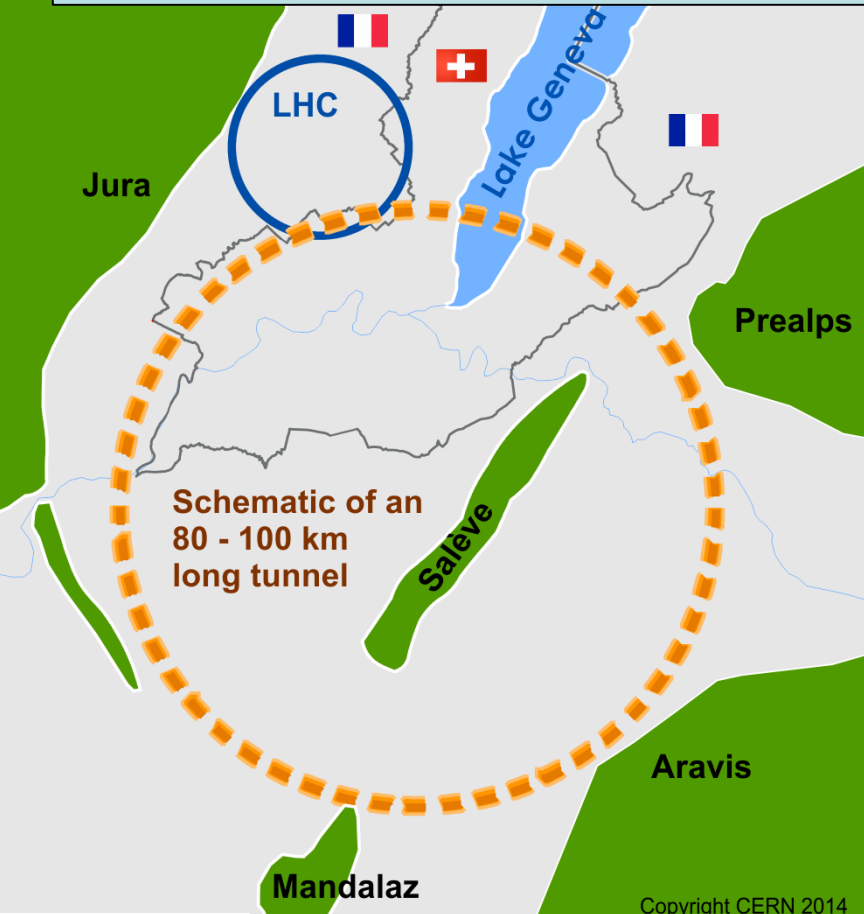 LHC
Lake Geneva
Jura
Prealps
Schematic of an
80 - 100 km
long tunnel
Salève
Aravis
Mandalaz
Copyright CERN 2014